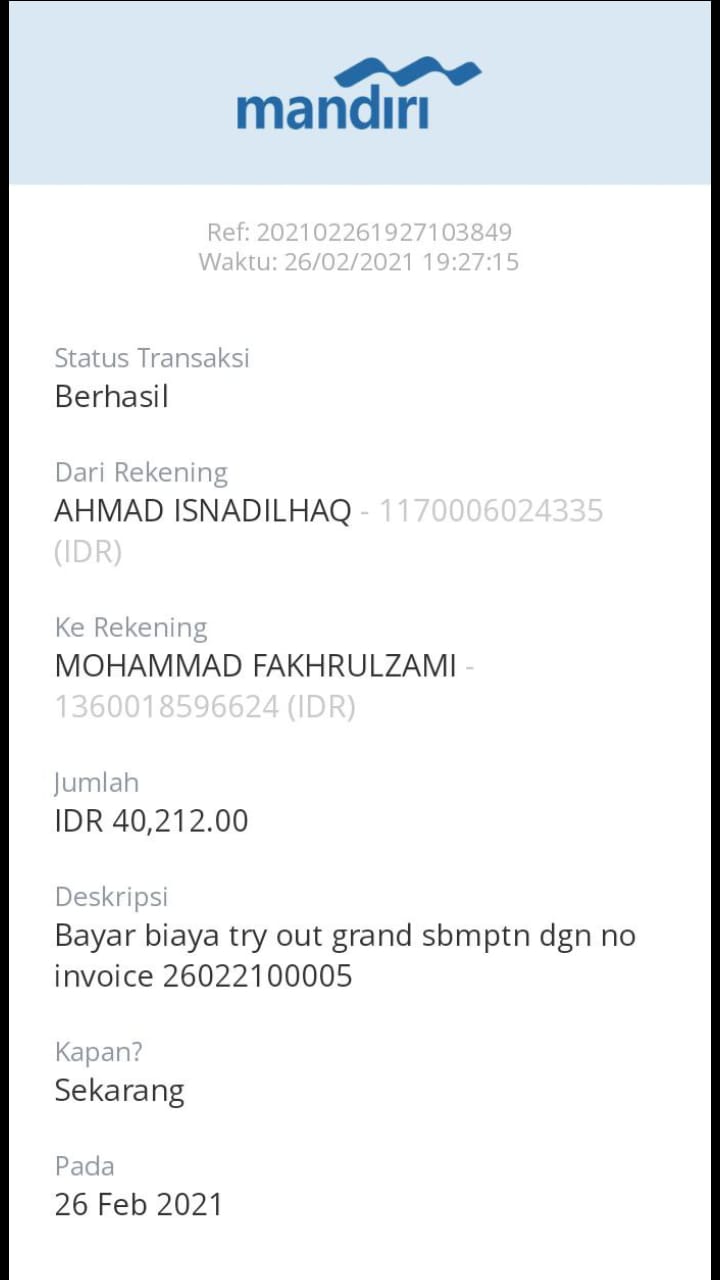 mandiri
Ref: 202102261927103849
Waktu: 26/02/2021 19:27:15
Status Transaksi
Berhasil
Dari Rekening
AHMAD ISNADILHAQ - 1170006024335
(IDR)
Ke Rekening
MOHAMMAD FAKHRULZAMI -
1360018596624 (IDR)
Jumlah
IDR 40,212.00
Deskripsi
Bayar biaya try out grand sbmptn dgn no
invoice 26022100005
Kapan?
Sekarang
Pada
26 Feb 2021